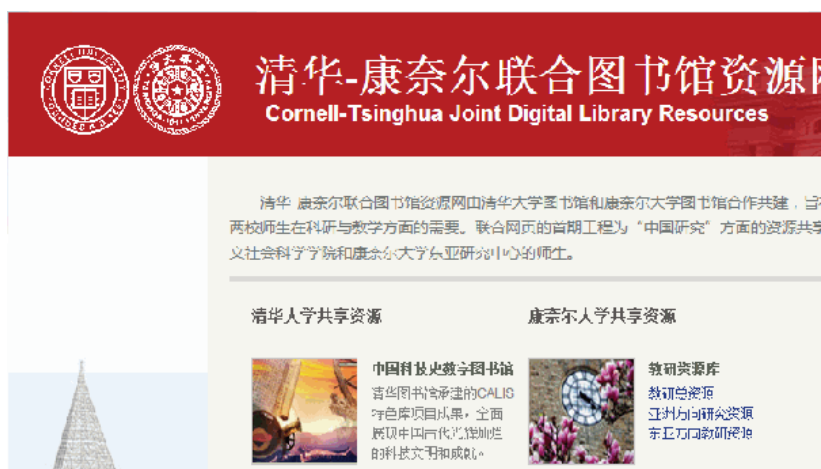 清华-康奈尔联合图书馆资源
Cornell-Tsinghua Joint Digital Library Resources
清华 康奈尔联合图书馆资源网由清华大学图书馆和康奈尔大学图书馆合作共建，旨在
两校师生在科研与教学方面的需要。联合网页的首期工程为“中国研究”方面的资源共享
义社会科学学院和康奈尔大学东亚研究中心的师生。
清华大学共享资源
康奈尔大学共享资源
中国科技史数字图书馆
清华图书馆承建的CALIS
特色库项目成果，全面
展现中国古代光辉灿烂
的科技文明和成就。
教研资源库
教研总资源
亚洲方向研究资源
东亚方向教研资源